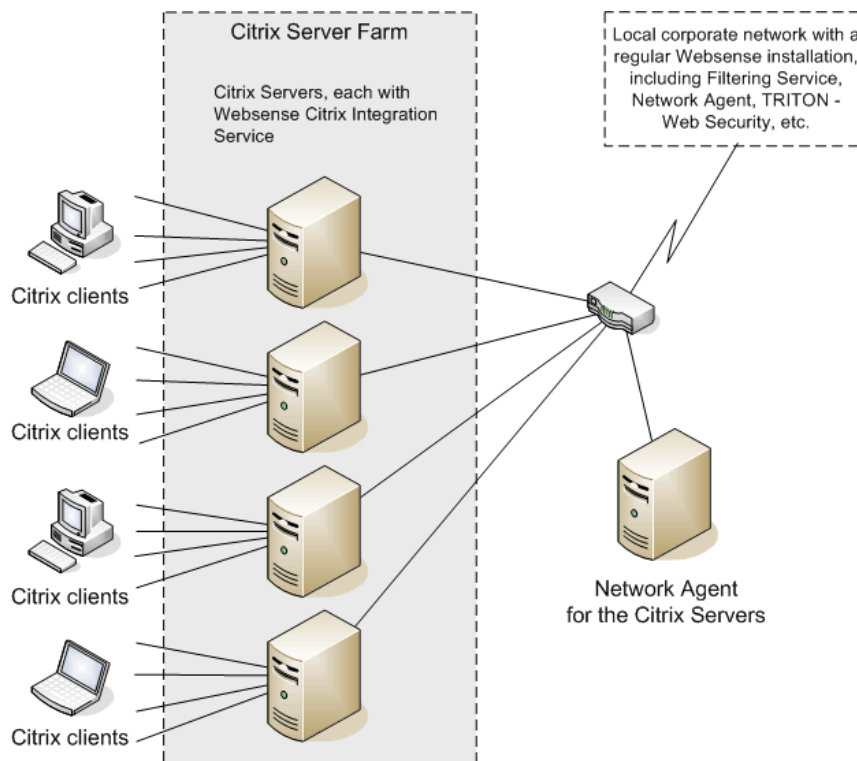 Citrix Server Farm
Citrix Servers, each with
Websense Citrix Integration
Service
Local corporate network with a
regular Websense installation,
including Filtering Service,
Network Agent, TRITON -
Web Security, etc.
Citrix clients
Citrix clients
Citrix clients
Citrix clients
Network Agent
for the Citrix Servers